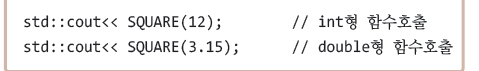 std::cout<< SQUARE(12);        // int형 함수호출
std::cout<< SQUARE(3.15);      // double형 함수호출